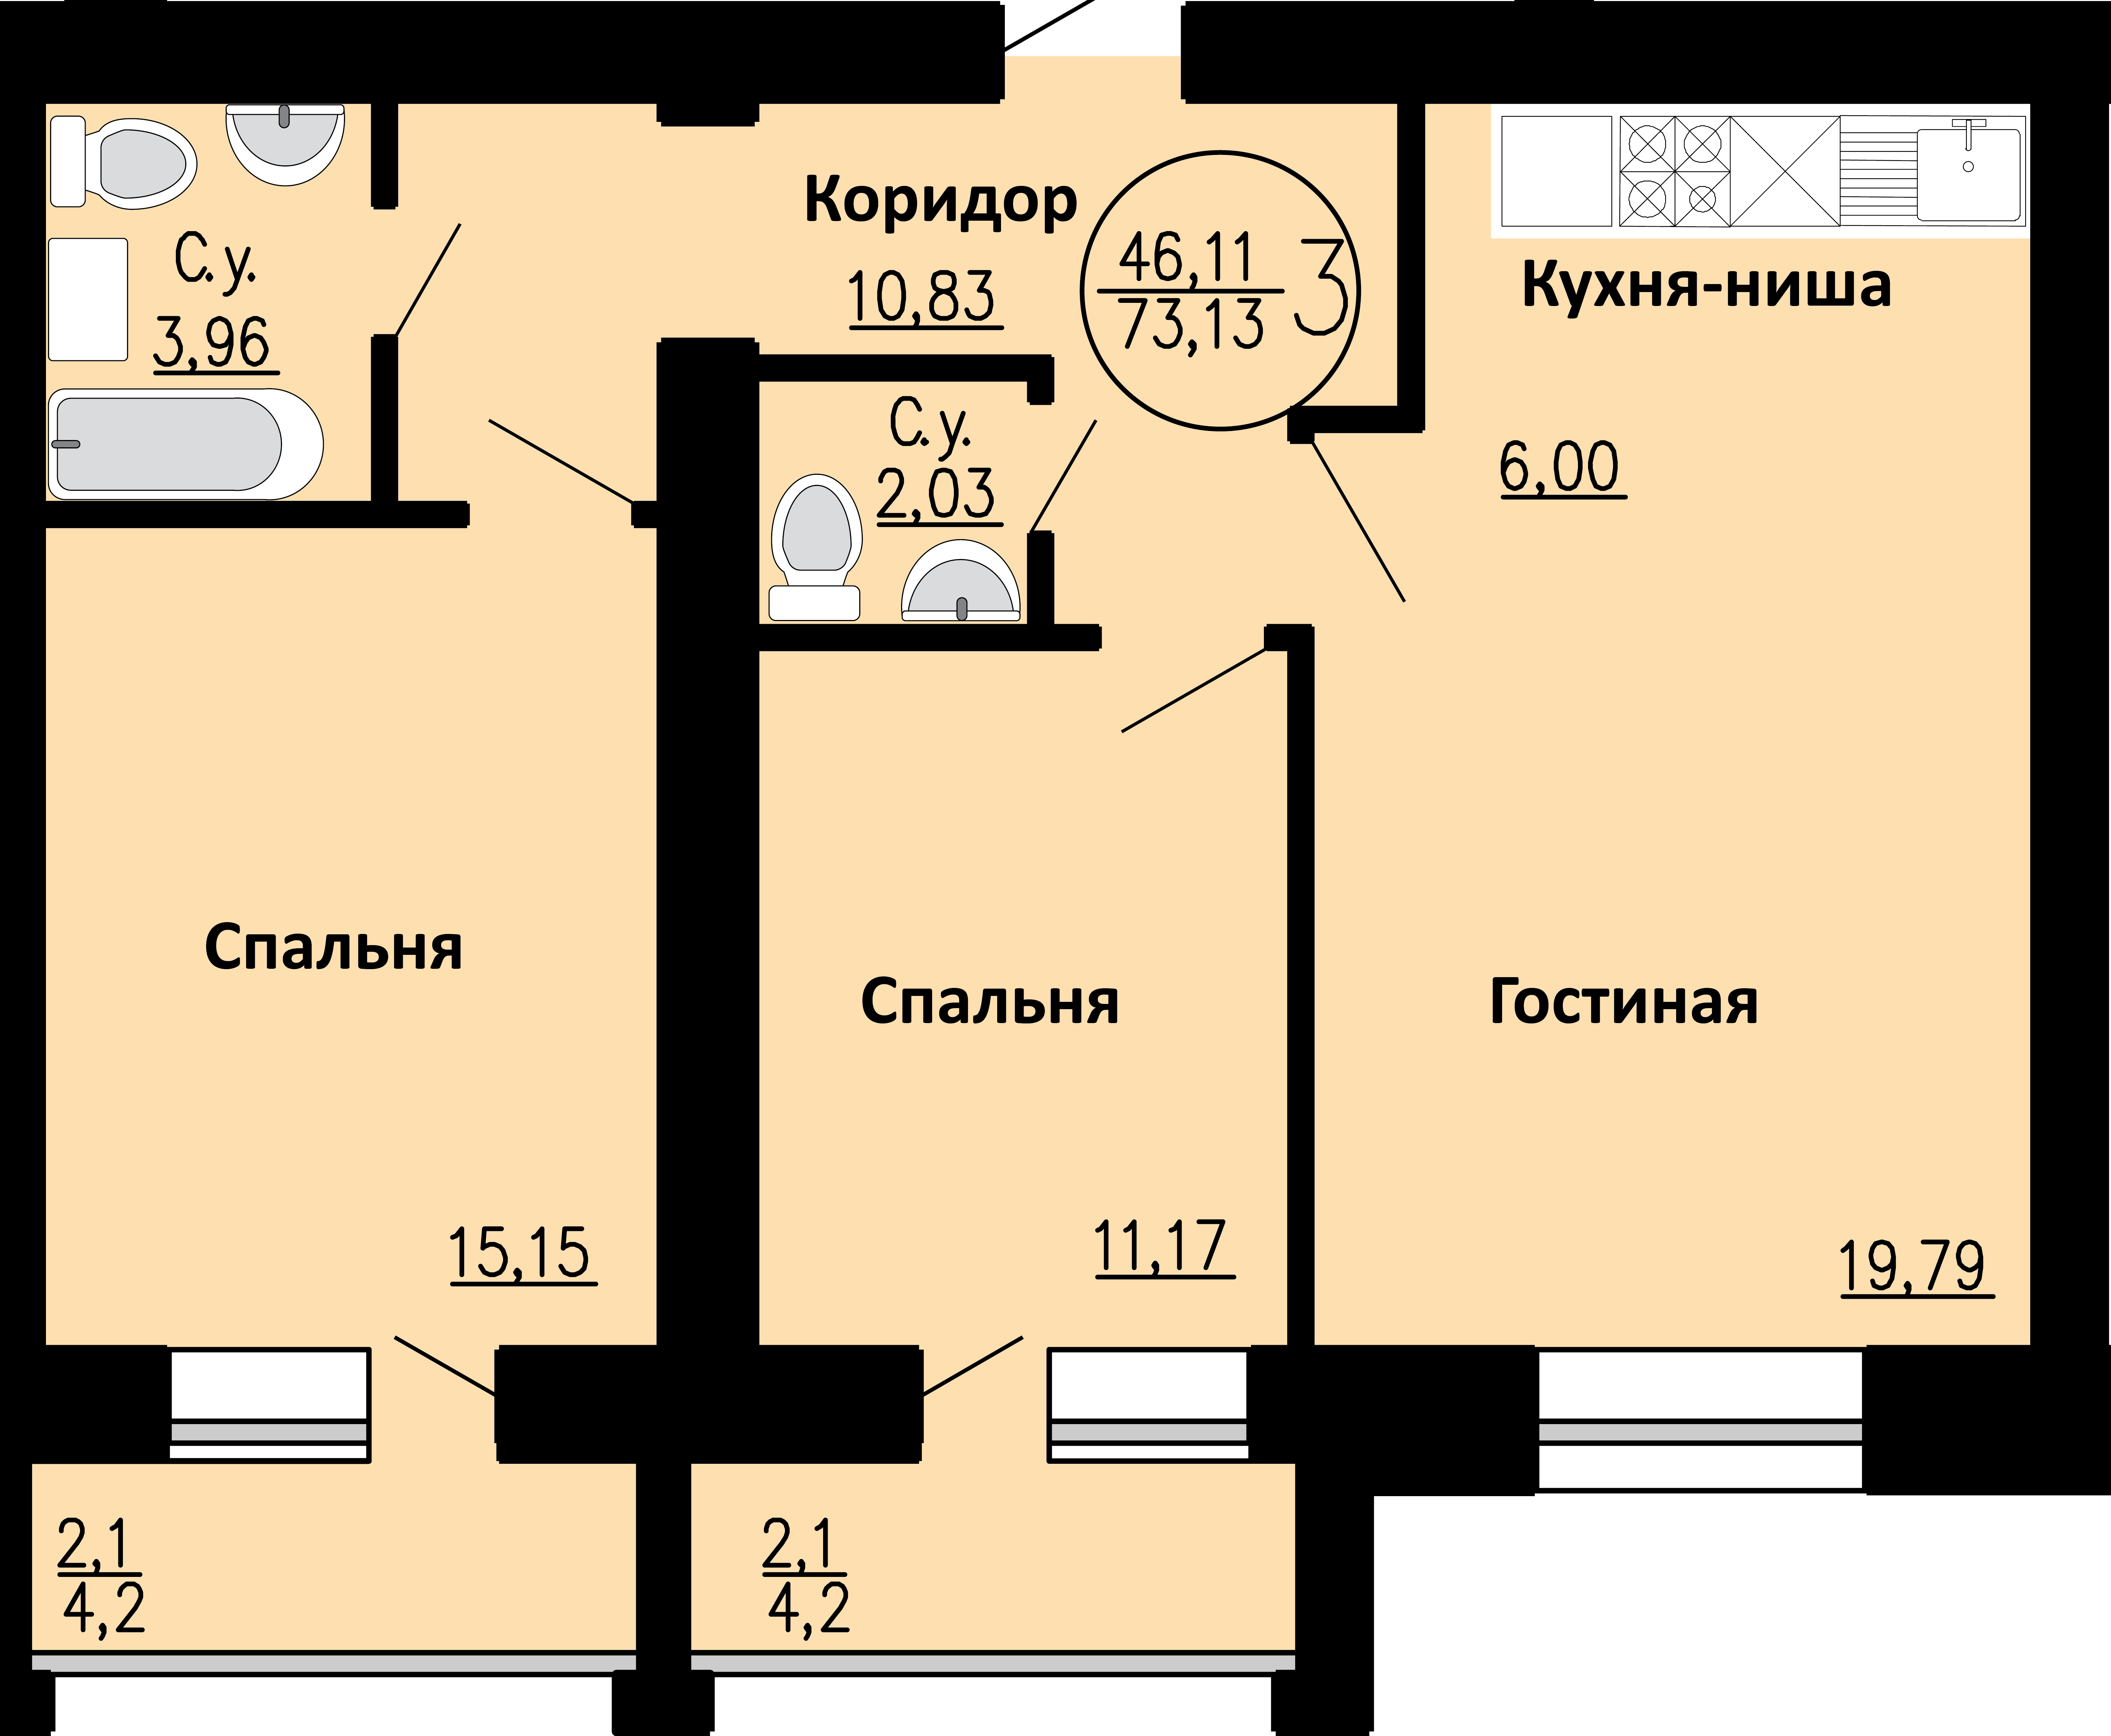 Коридор
10,83
46,11
73,13
3
С.у.
3,96
Кухня-ниша
6,00
С.у.
2,03
Спальня
15,15
Спальня
11,17
Гостиная
19,79
2,1
4,2
2,1
4,2